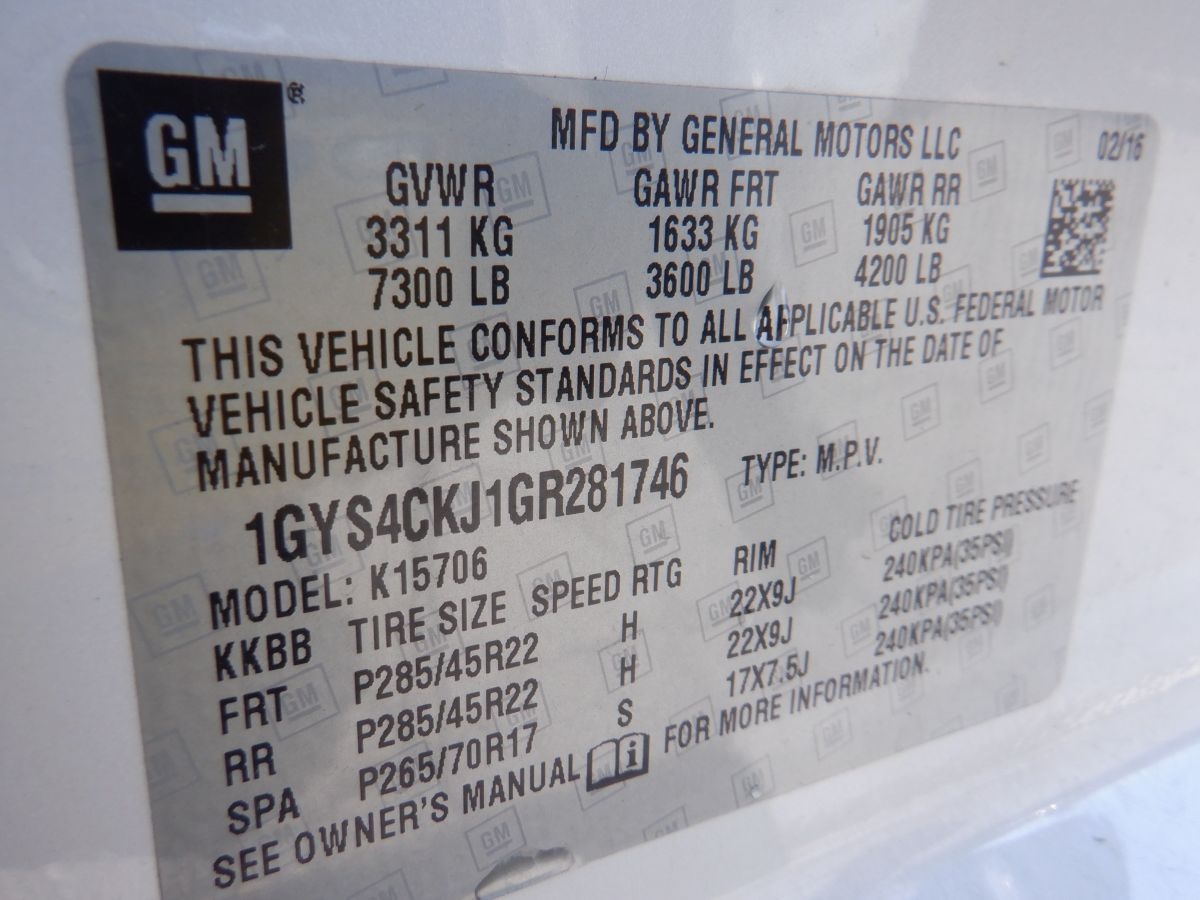 GM
MFD BY GENERAL MOTORS LLC
02/16
GVWR GAWR FRT GAWR RR
3311 KG 1633 KG 1905 KG
7300 LB 3600 LB 4200 LB
THIS VEHICLE CONFORMS TO ALL APPLICABLE U.S. FEDERAL MOTOR
VEHICLE SAFETY STANDARDS IN EFFECT ON THE DATE OF
MANUFACTURE SHOWN ABOVE.
1GYS4CKJ1GR281746 TYPE: M.P.V.
MODEL: K15706
KKBB TIRE SIZE SPEED RTG RIM COLD TIRE PRESSURE
FRT P285/45R22 H 22X9J 240KPA(35PSI)
RR P285/45R22 H 22X9J 240KPA(35PSI)
SPA P265/70R17 S 17X7.5J 240KPA(35PSI)
SEE OWNER'S MANUAL i FOR MORE INFORMATION.